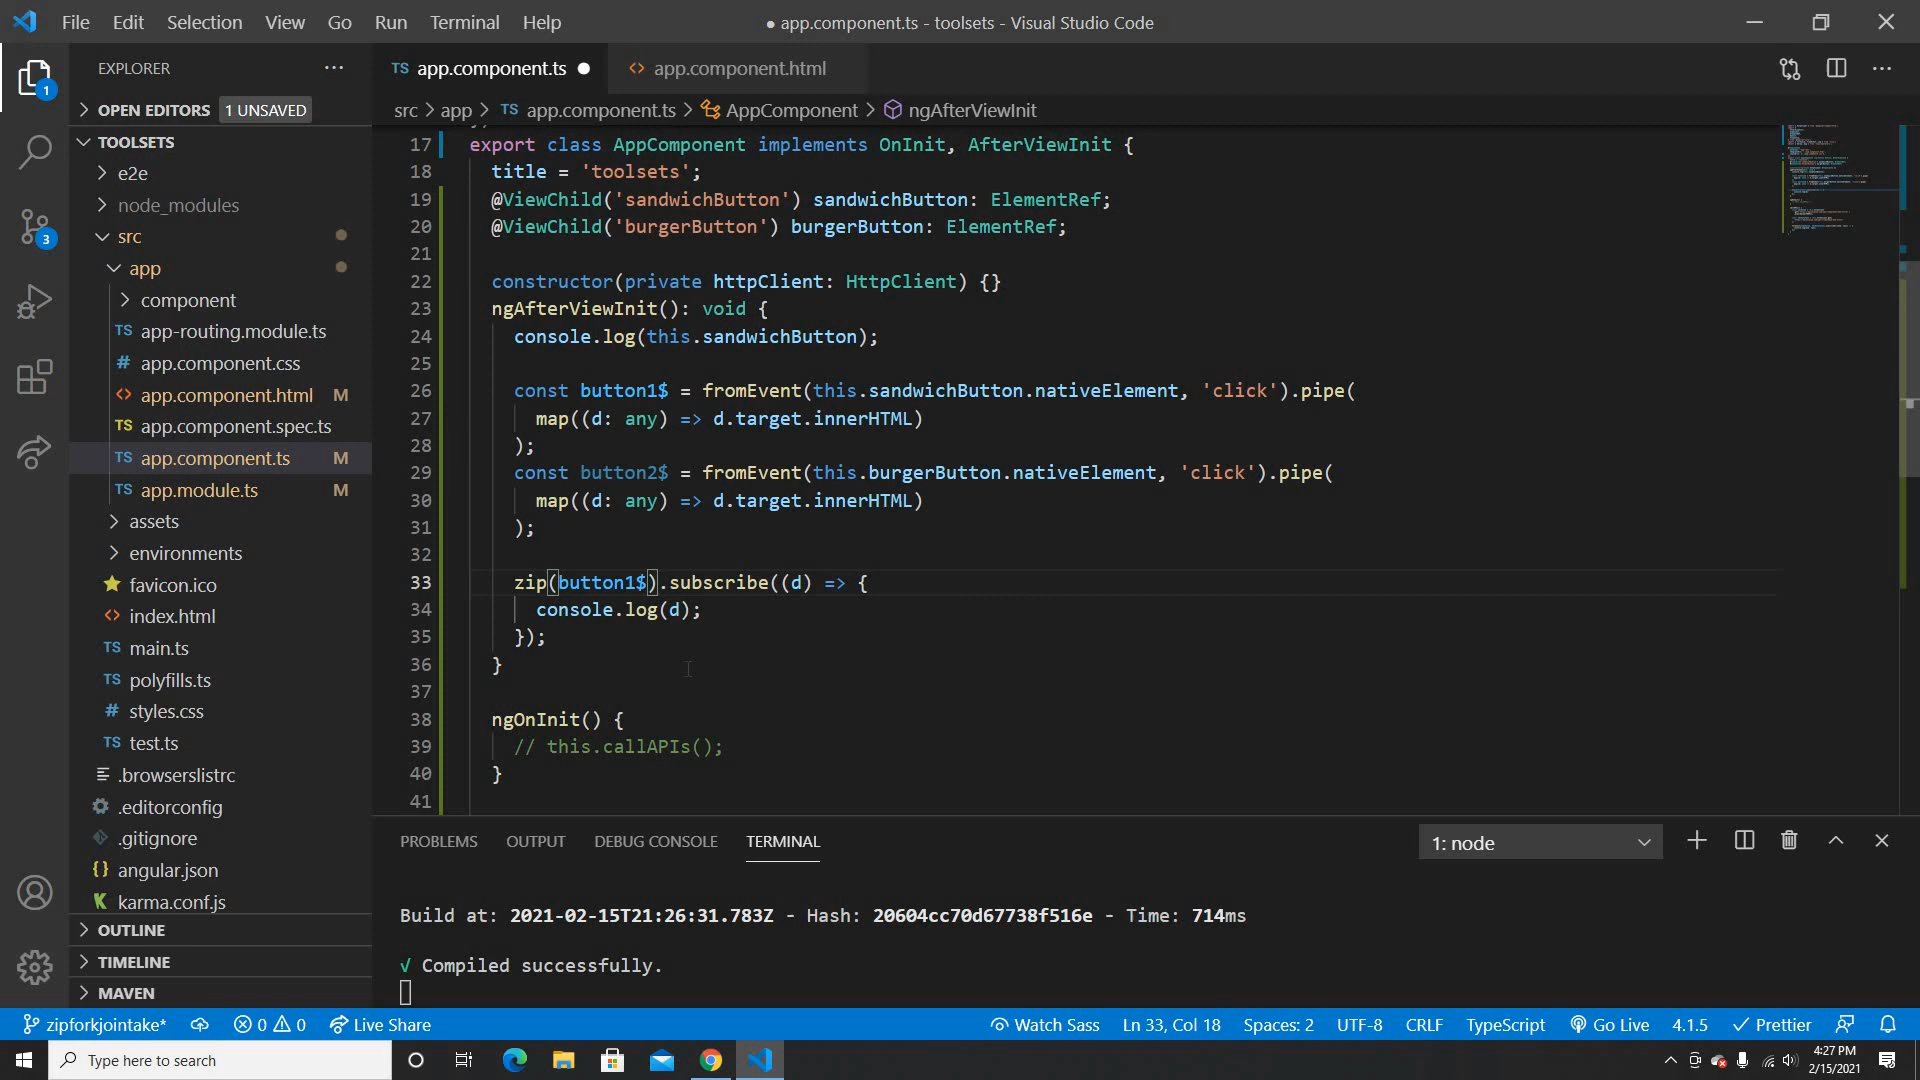 File Edit Selection View Go Run Terminal Help
● app.component.ts - toolsets - Visual Studio Code
EXPLORER
OPEN EDITORS 1 UNSAVED
TOOLSETS
e2e
node_modules
src
app
component
TS app-routing.module.ts
# app.component.css
<> app.component.html M
TS app.component.spec.ts
TS app.component.ts M
TS app.module.ts M
assets
environments
favicon.ico
<> index.html
TS main.ts
TS polyfills.ts
# styles.css
TS test.ts
.browserslistrc
.editorconfig
.gitignore
{} angular.json
karma.conf.js
OUTLINE
TIMELINE
MAVEN
1
3
TS app.component.ts ●
<> app.component.html
src > app > TS app.component.ts > AppComponent > ngAfterViewInit
17 export class AppComponent implements OnInit, AfterViewInit {
18 title = 'toolsets';
19 @ViewChild('sandwichButton') sandwichButton: ElementRef;
20 @ViewChild('burgerButton') burgerButton: ElementRef;
21
22 constructor(private httpClient: HttpClient) {}
23 ngAfterViewInit(): void {
24 console.log(this.sandwichButton);
25
26 const button1$ = fromEvent(this.sandwichButton.nativeElement, 'click').pipe(
27 map((d: any) => d.target.innerHTML)
28 );
29 const button2$ = fromEvent(this.burgerButton.nativeElement, 'click').pipe(
30 map((d: any) => d.target.innerHTML)
31 );
32
33 zip(button1$).subscribe((d) => {
34 console.log(d);
35 });
36 }
37
38 ngOnInit() {
39 // this.callAPIs();
40 }
41
PROBLEMS OUTPUT DEBUG CONSOLE TERMINAL
1: node
Build at: 2021-02-15T21:26:31.783Z - Hash: 20604cc70d67738f516e - Time: 714ms
√ Compiled successfully.
zipforkjointake* 0 0 Live Share
Watch Sass Ln 33, Col 18 Spaces: 2 UTF-8 CRLF TypeScript Go Live 4.1.5 Prettier
Type here to search
4:27 PM
2/15/2021